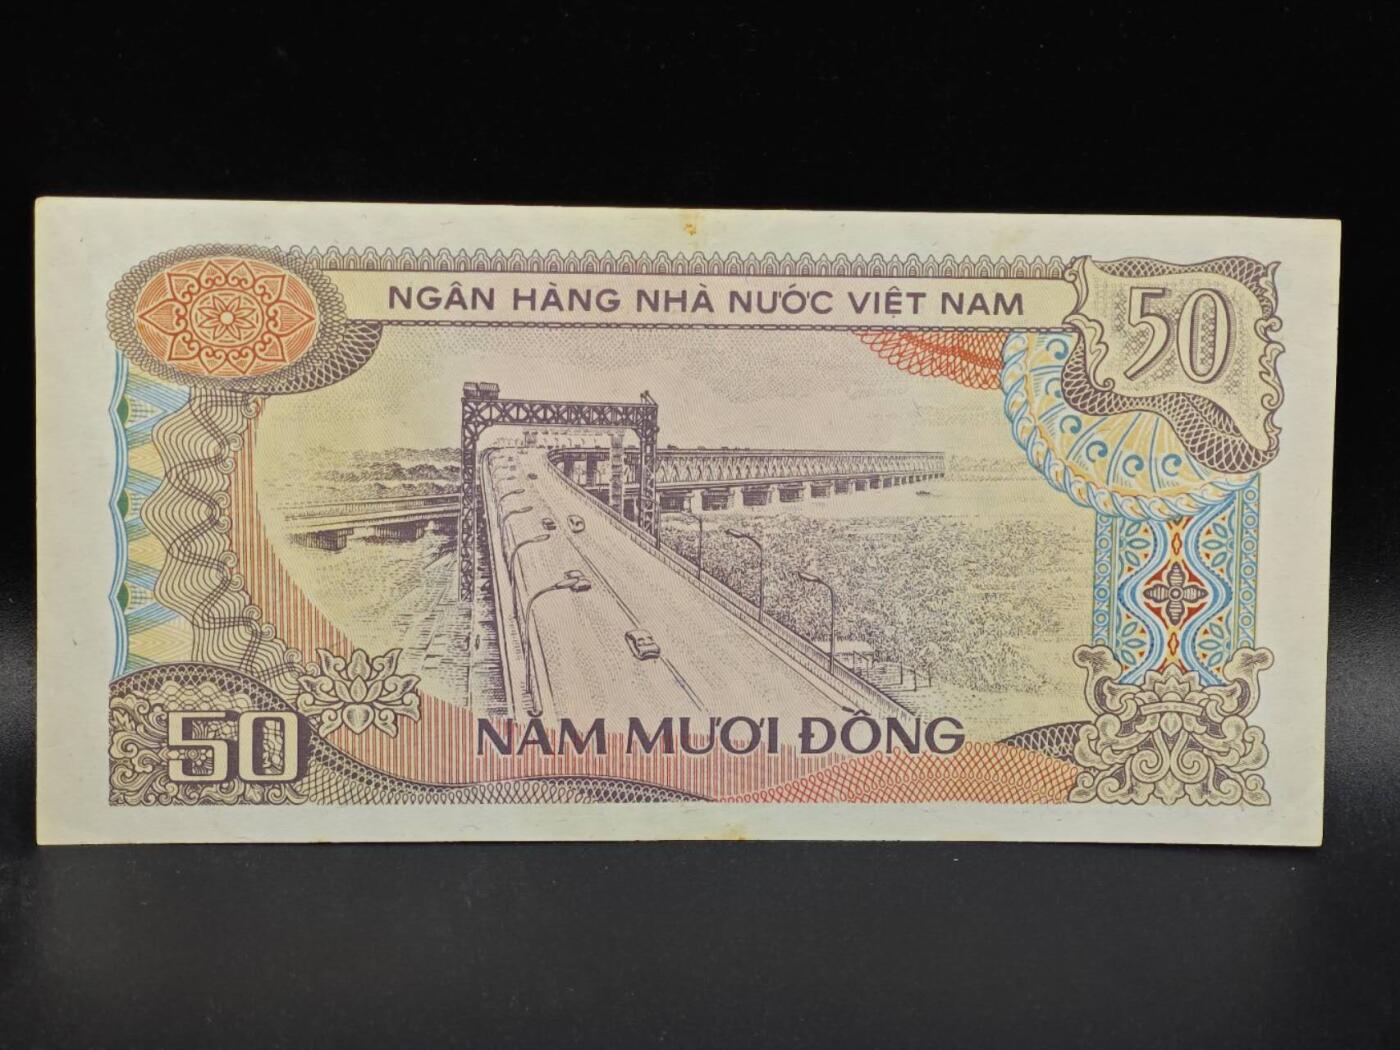 NGÂN HÀNG NHÀ NƯỚC VIỆT NAM
50
NĂM MƯƠI ĐỒNG
50